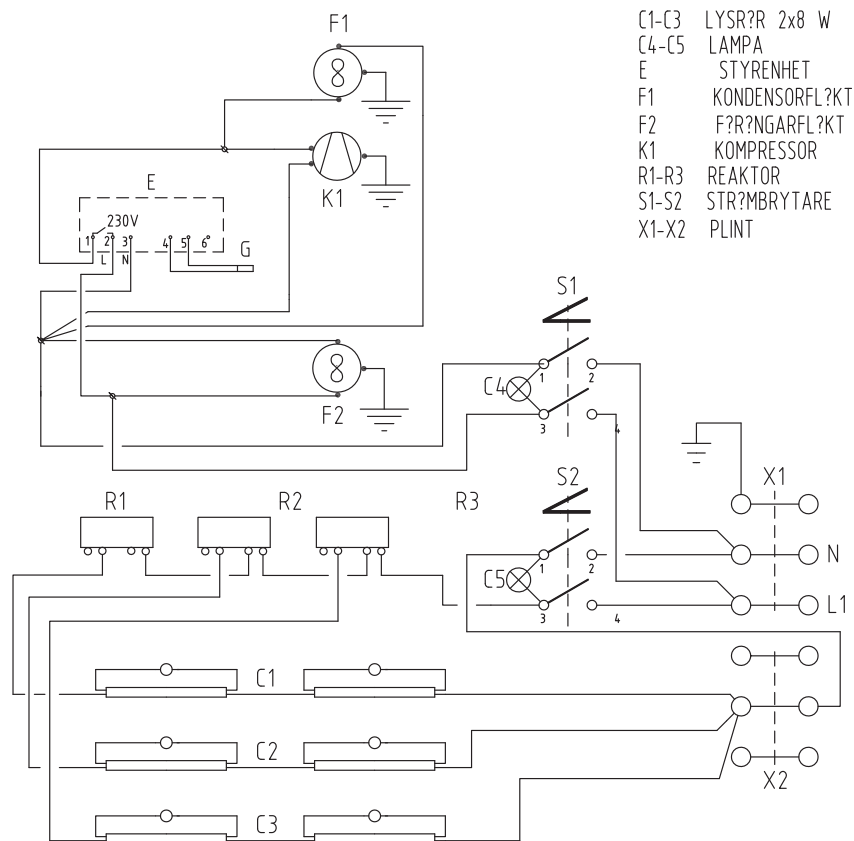 F1
C1-C3 LYSR?R 2x8 W
C4-C5 LAMPA
E STYRENHET
F1 KONDENSORFL?KT
F2 F?R?NGARFL?KT
K1 KOMPRESSOR
R1-R3 REAKTOR
S1-S2 STR?MBRYTARE
X1-X2 PLINT
K1
E
230V
1 2 3 4 5 6
L N
G
S1
F2
C4
1 2
3 4
R1 R2 R3
S2
X1
C5
1 2
3 4
N
L1
C1
C2
X2
C3